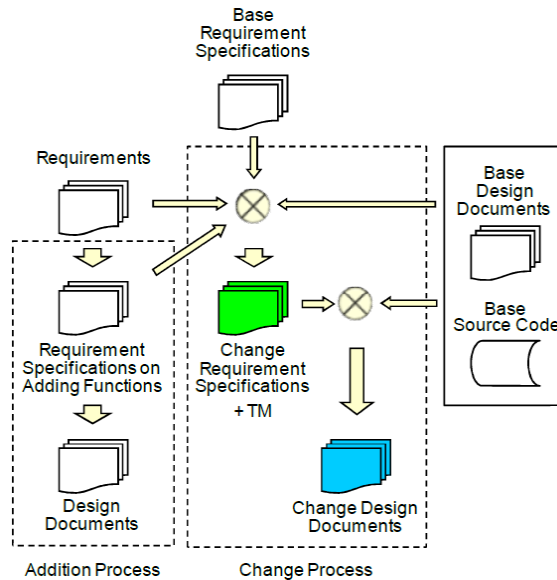 Base
Requirement
Specifications
Requirements
Base
Design
Documents
Base
Source Code
Requirement
Specifications on
Adding Functions
Change
Requirement
Specifications
+ TM
Design
Documents
Change Design
Documents
Addition Process
Change Process